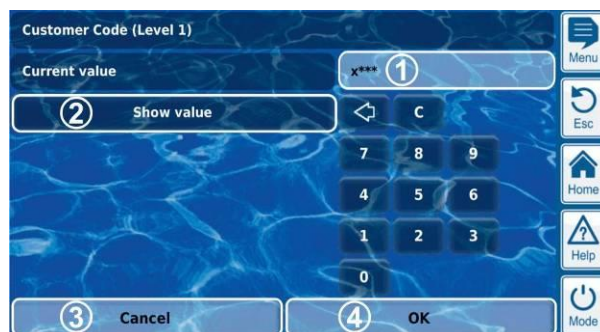 Customer Code (Level 1)
Menu
Current value
x*** 1
2 Show value
C
Esc
7 8 9
4 5 6
Home
1 2 3
?
Help
0
3 Cancel
4 OK
Mode